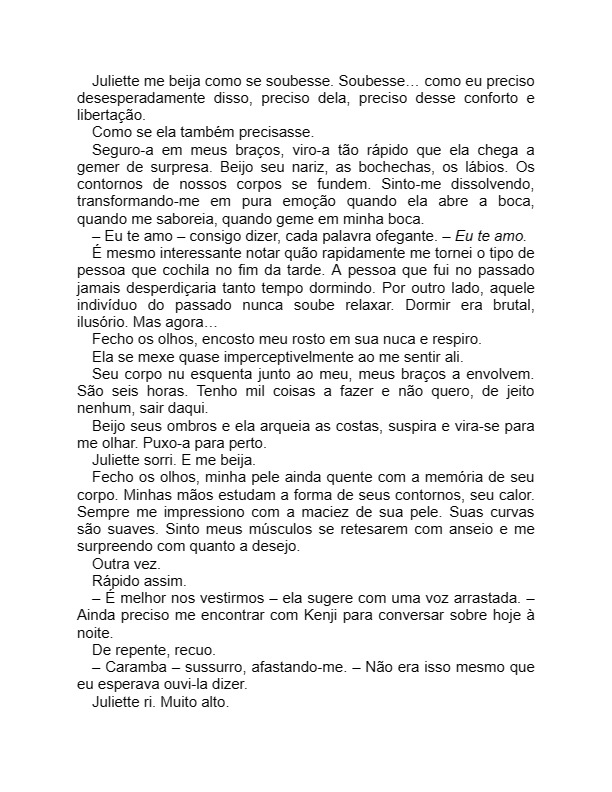 Juliette me beija como se soubesse. Soubesse… como eu preciso
desesperadamente disso, preciso dela, preciso desse conforto e
libertação.
Como se ela também precisasse.
Seguro-a em meus braços, viro-a tão rápido que ela chega a
gemer de surpresa. Beijo seu nariz, as bochechas, os lábios. Os
contornos de nossos corpos se fundem. Sinto-me dissolvendo,
transformando-me em pura emoção quando ela abre a boca,
quando me saboreia, quando geme em minha boca.
– Eu te amo – consigo dizer, cada palavra ofegante. – Eu te amo.
É mesmo interessante notar quão rapidamente me tornei o tipo de
pessoa que cochila no fim da tarde. A pessoa que fui no passado
jamais desperdiçaria tanto tempo dormindo. Por outro lado, aquele
indivíduo do passado nunca soube relaxar. Dormir era brutal,
ilusório. Mas agora…
Fecho os olhos, encosto meu rosto em sua nuca e respiro.
Ela se mexe quase imperceptivelmente ao me sentir ali.
Seu corpo nu esquenta junto ao meu, meus braços a envolvem.
São seis horas. Tenho mil coisas a fazer e não quero, de jeito
nenhum, sair daqui.
Beijo seus ombros e ela arqueia as costas, suspira e vira-se para
me olhar. Puxo-a para perto.
Juliette sorri. E me beija.
Fecho os olhos, minha pele ainda quente com a memória de seu
corpo. Minhas mãos estudam a forma de seus contornos, seu calor.
Sempre me impressiono com a maciez de sua pele. Suas curvas
são suaves. Sinto meus músculos se retesarem com anseio e me
surpreendo com quanto a desejo.
Outra vez.
Rápido assim.
– É melhor nos vestirmos – ela sugere com uma voz arrastada. –
Ainda preciso me encontrar com Kenji para conversar sobre hoje à
noite.
De repente, recuo.
– Caramba – sussurro, afastando-me. – Não era isso mesmo que
eu esperava ouvi-la dizer.
Juliette ri. Muito alto.